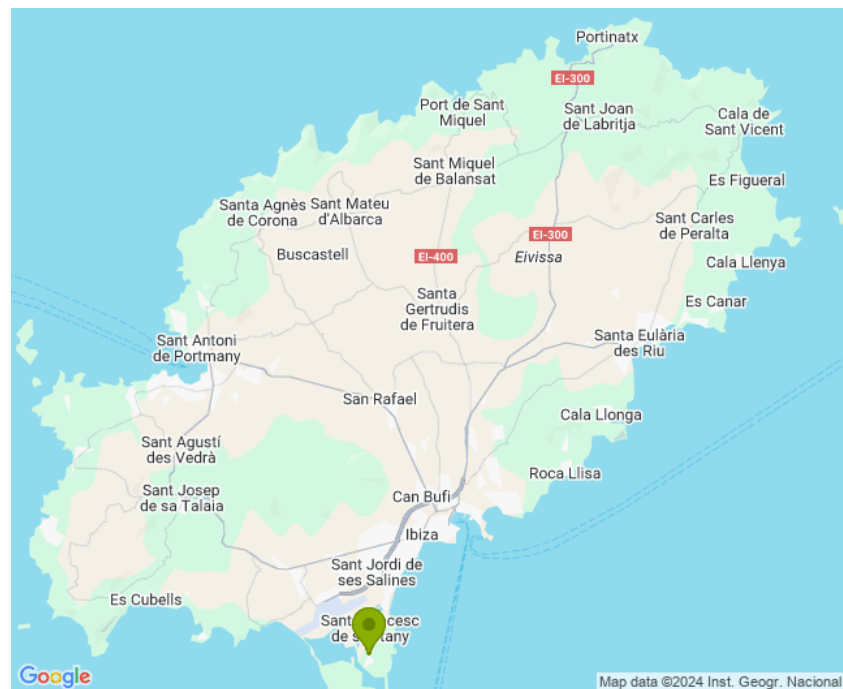 Portinatx
EI-300
Port de Sant
Miquel
Sant Joan
de Labritja
Cala de
Sant Vicent
Sant Miquel
de Balansat
Es Figueral
Santa Agnès
de Corona
Sant Mateu
d'Albarca
Sant Carles
de Peralta
EI-300
Buscastell
EI-400
Eivissa
Cala Llenya
Santa
Gertrudis
de Fruitera
Es Canar
Sant Antoni
de Portmany
Santa Eulària
des Riu
San Rafael
Cala Llonga
Sant Agustí
des Vedrà
Roca Llisa
Sant Josep
de sa Talaia
Can Bufí
Ibiza
Sant Jordi de
ses Salines
Es Cubells
Google
Map data ©2024 Inst. Geogr. Nacional